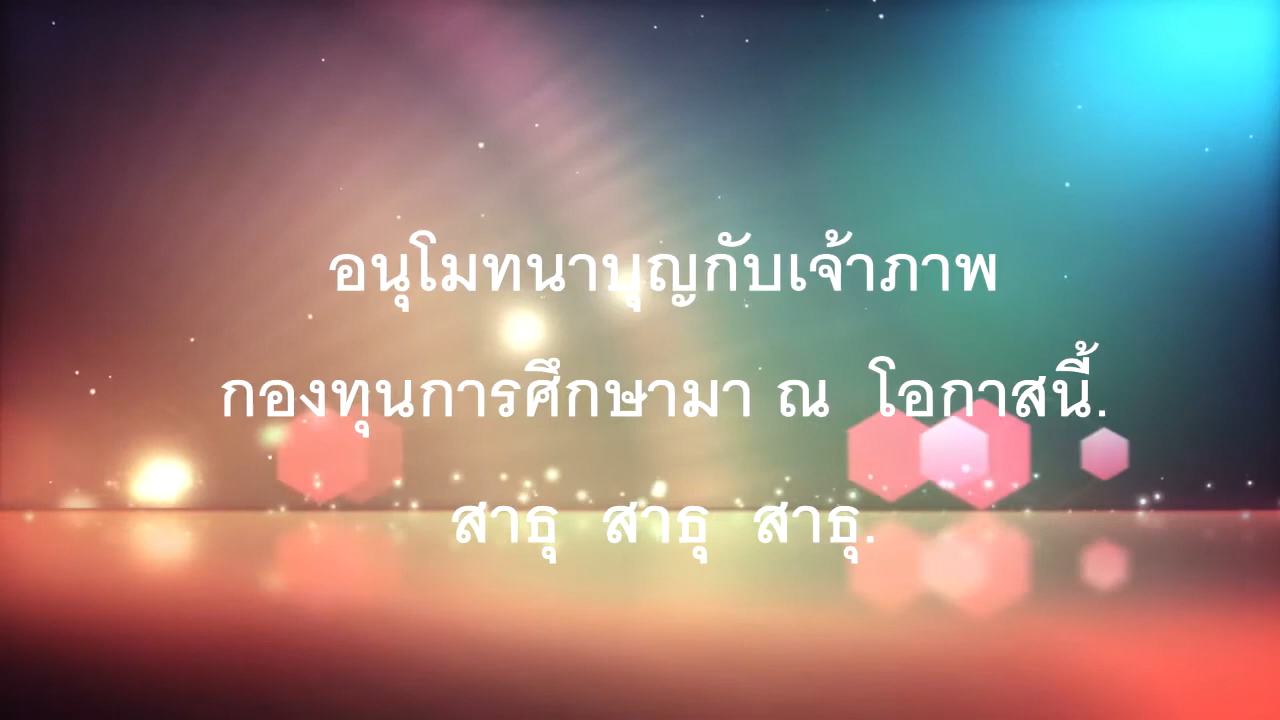 อนุโมทนาบุญกับเจ้าภาพ
กองทุนการศึกษามา ณ  โอกาสนี้.
สาธุ  สาธุ  สาธุ.